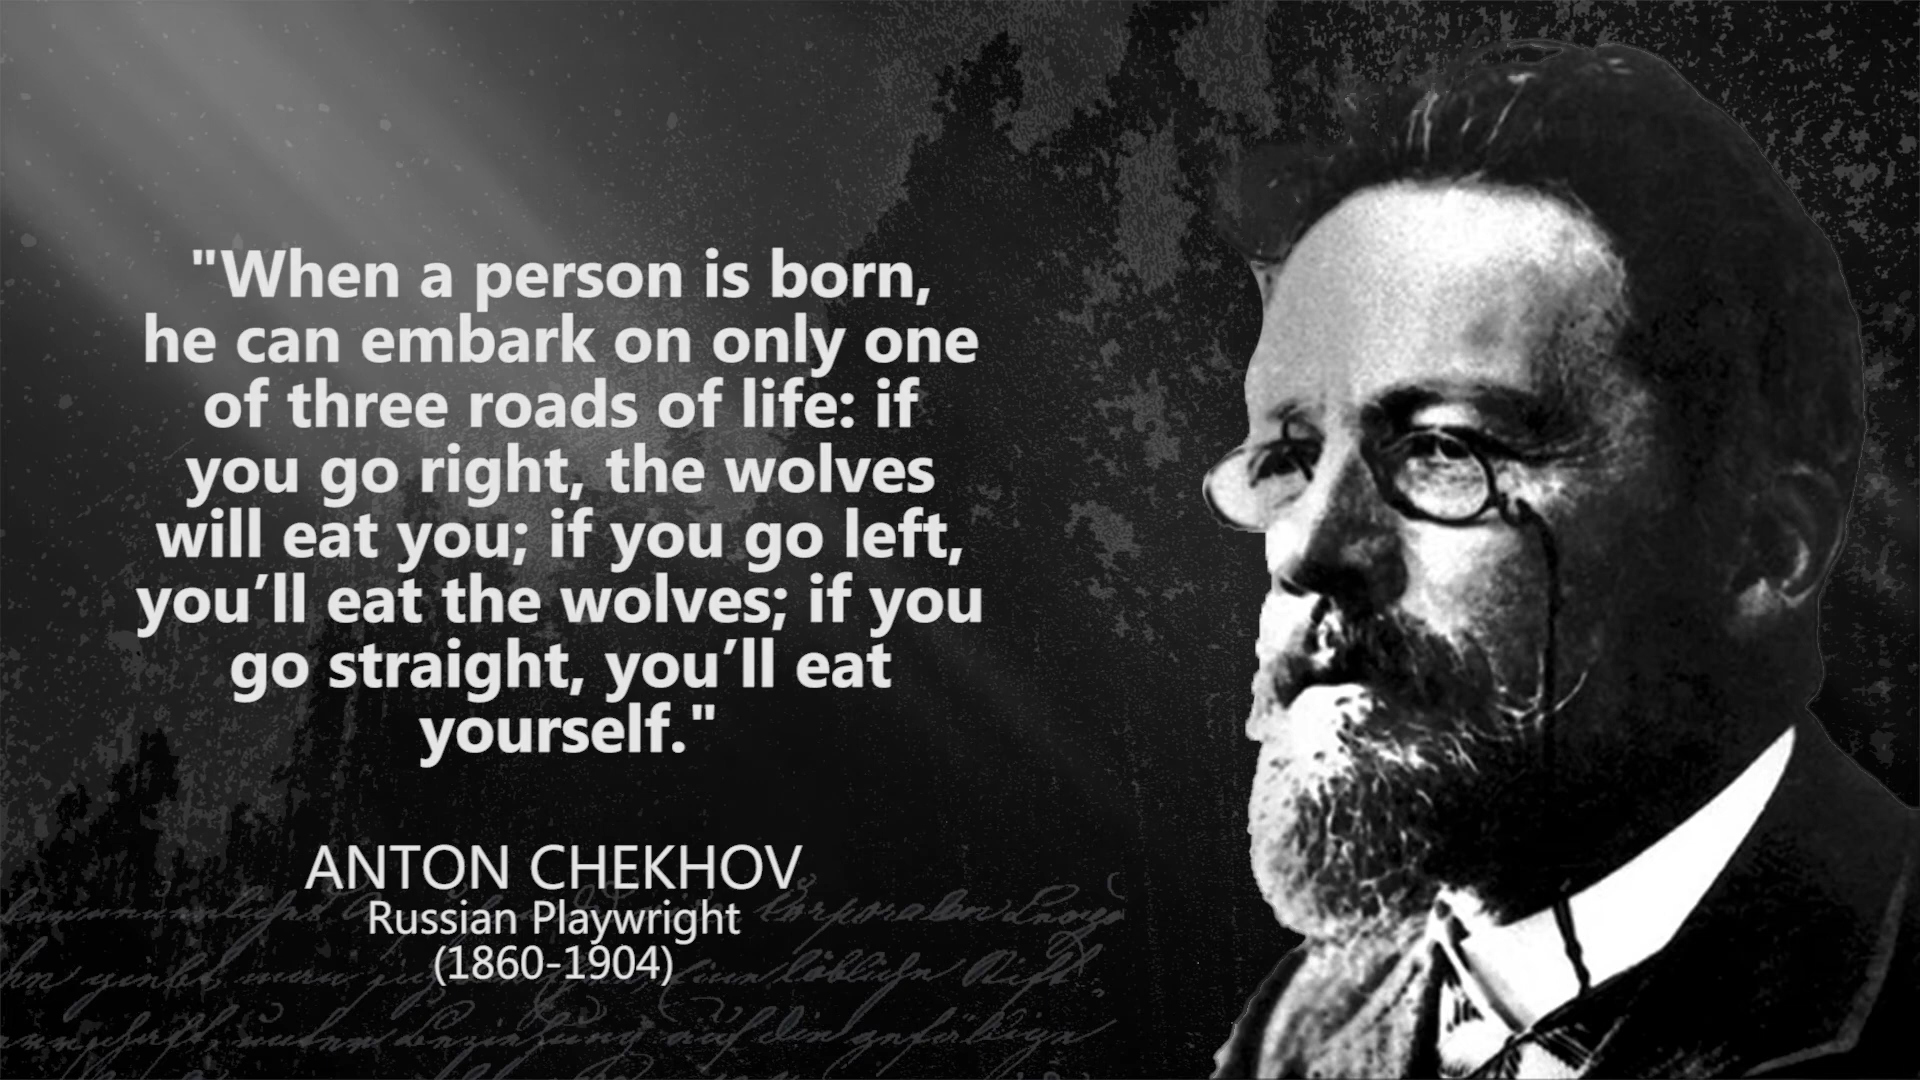 "When a person is born,
he can embark on only one
of three roads of life: if
you go right, the wolves
will eat you; if you go left,
you’ll eat the wolves; if you
go straight, you’ll eat
yourself."
ANTON CHEKHOV
Russian Playwright
(1860-1904)